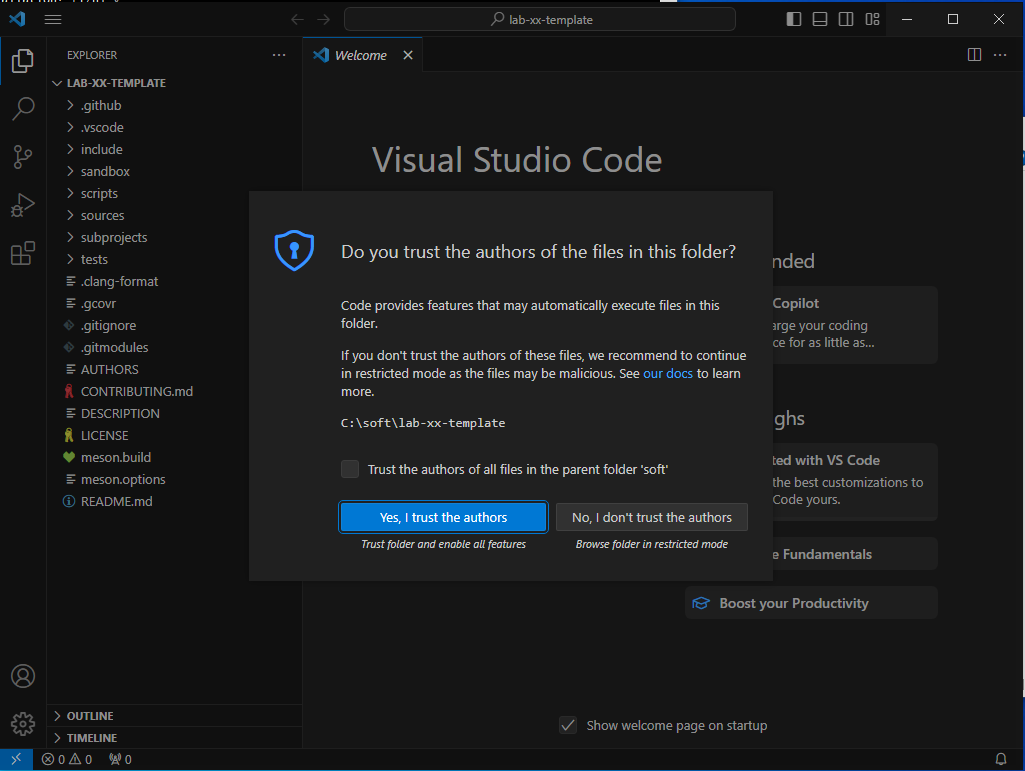 lab-xx-template
EXPLORER
Welcome
LAB-XX-TEMPLATE
.github
.vscode
include
sandbox
scripts
sources
subprojects
tests
.clang-format
.gcovr
.gitignore
.gitmodules
AUTHORS
CONTRIBUTING.md
DESCRIPTION
LICENSE
meson.build
meson.options
README.md
OUTLINE
TIMELINE
Visual Studio Code
nded
Copilot
arge your coding
ce for as little as...
ghs
ted with VS Code
the best customizations to
Code yours.
e Fundamentals
Boost your Productivity
Show welcome page on startup
Do you trust the authors of the files in this folder?
Code provides features that may automatically execute files in this
folder.
If you don't trust the authors of these files, we recommend to continue
in restricted mode as the files may be malicious. See our docs to learn
more.
C:\soft\lab-xx-template
Trust the authors of all files in the parent folder 'soft'
Yes, I trust the authors
No, I don't trust the authors
Trust folder and enable all features
Browse folder in restricted mode
0 0 0